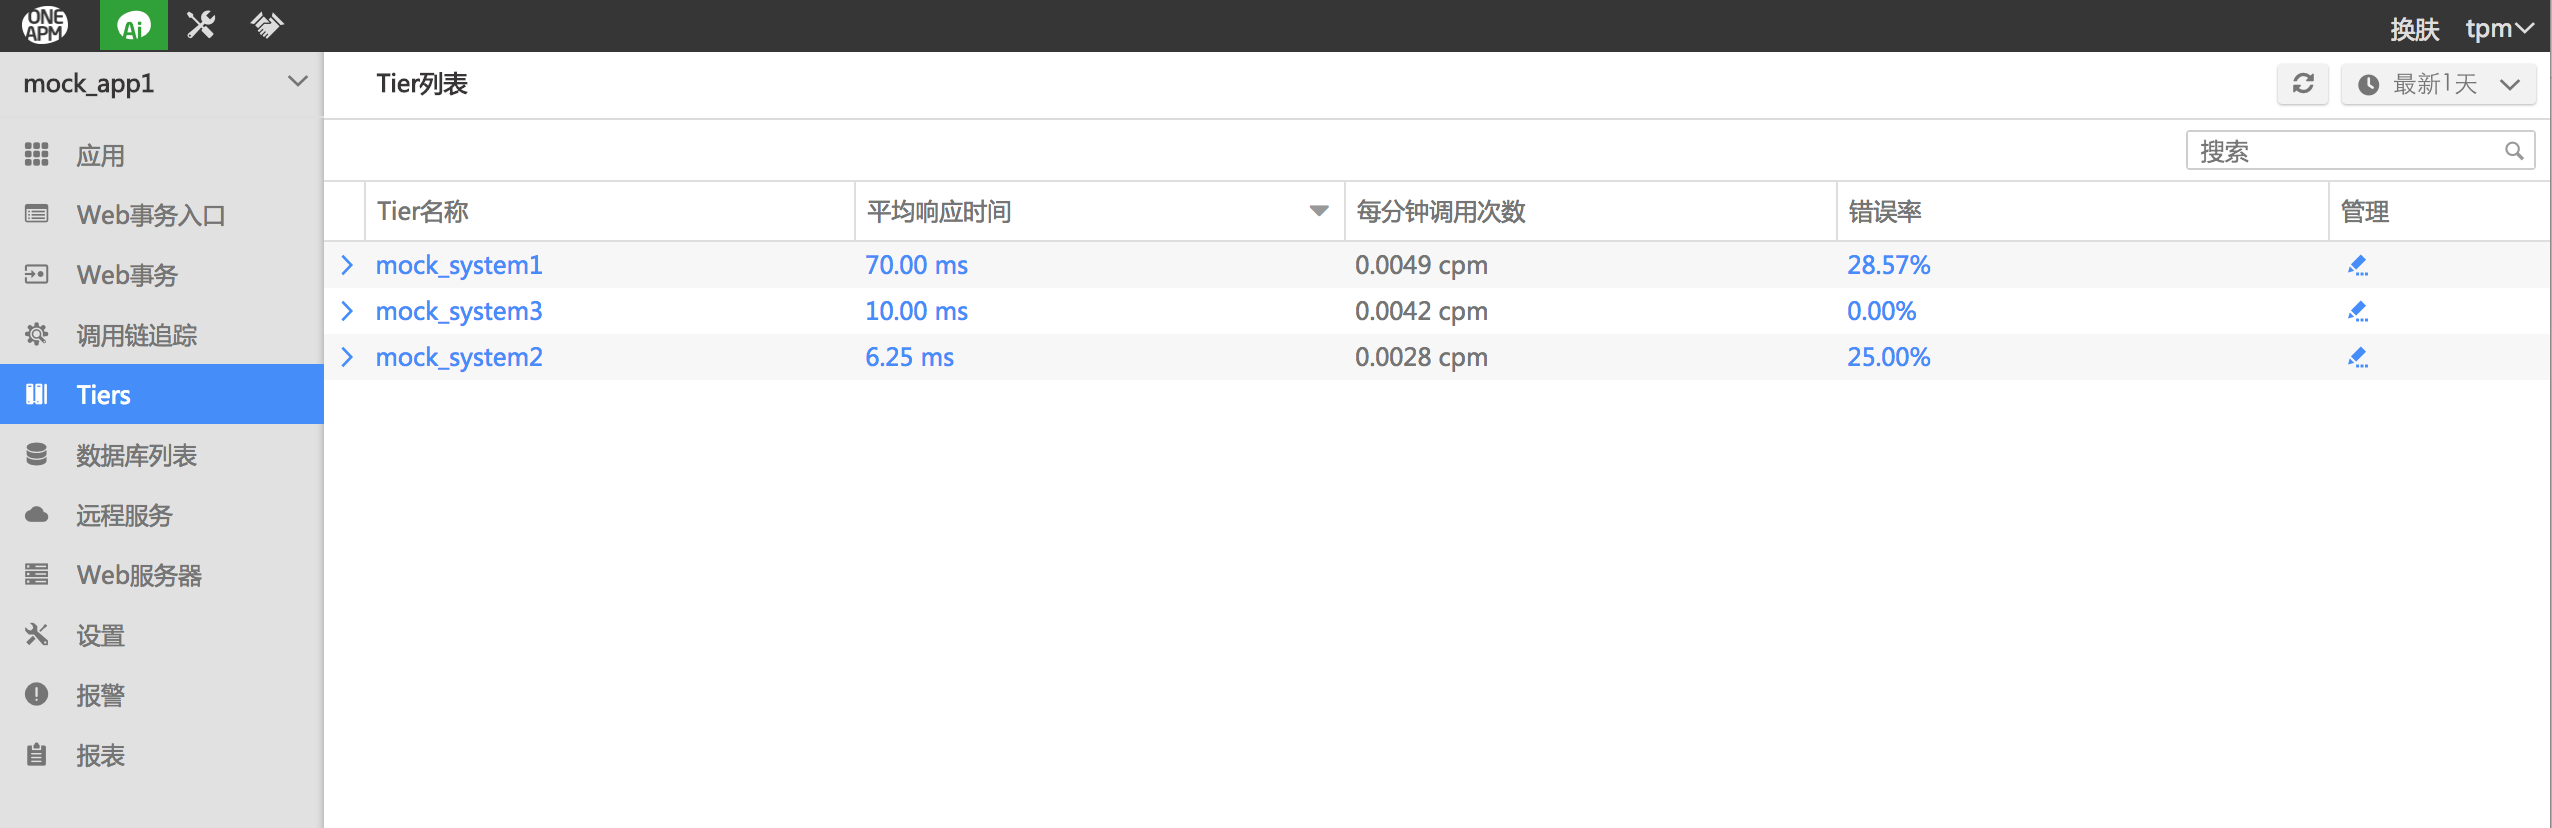 ONE APM
Ai
换肤 tpm
mock_app1
Tier列表
最新1天
搜索
应用
Web事务入口
Web事务
调用链追踪
Tiers
数据库列表
远程服务
Web服务器
设置
报警
报表
Tier名称 平均响应时间 每分钟调用次数 错误率 管理
mock_system1 70.00 ms 0.0049 cpm 28.57%
mock_system3 10.00 ms 0.0042 cpm 0.00%
mock_system2 6.25 ms 0.0028 cpm 25.00%